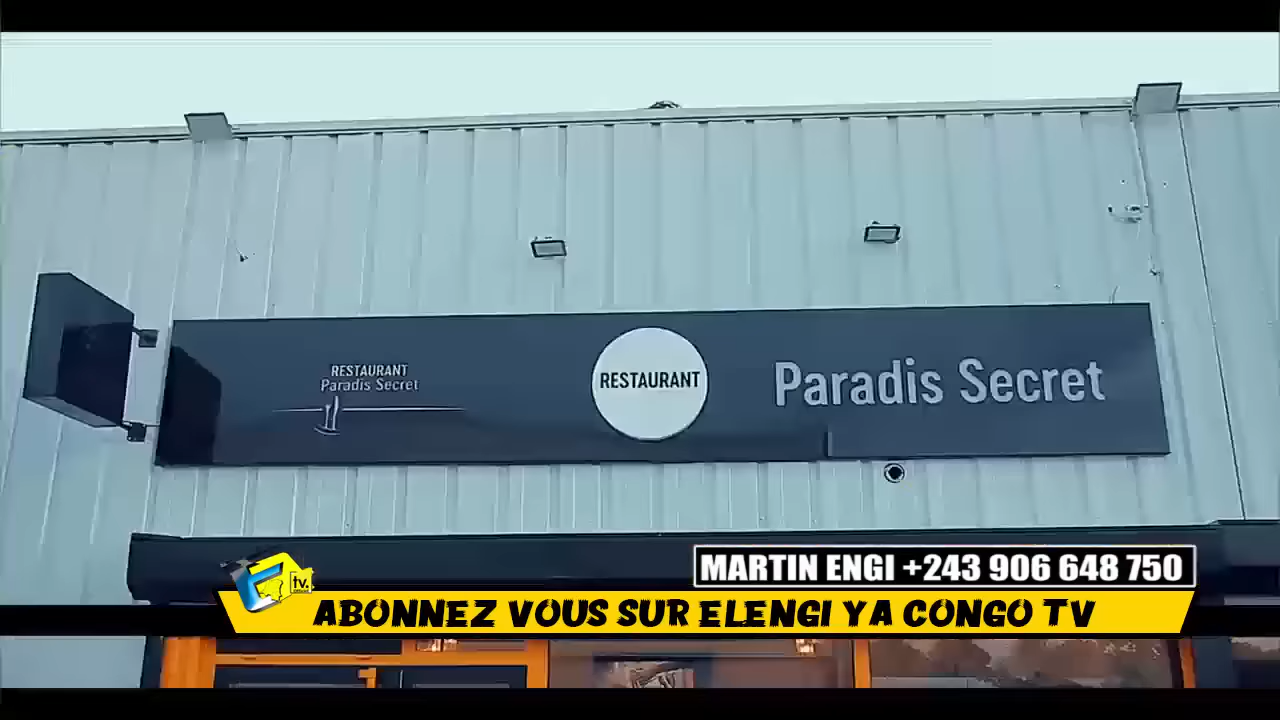 RESTAURANT
Paradis Secret
RESTAURANT
Paradis Secret
MARTIN ENGI +243 906 648 750
tv.
ABONNEZ VOUS SUR ELENGI YA CONGO TV